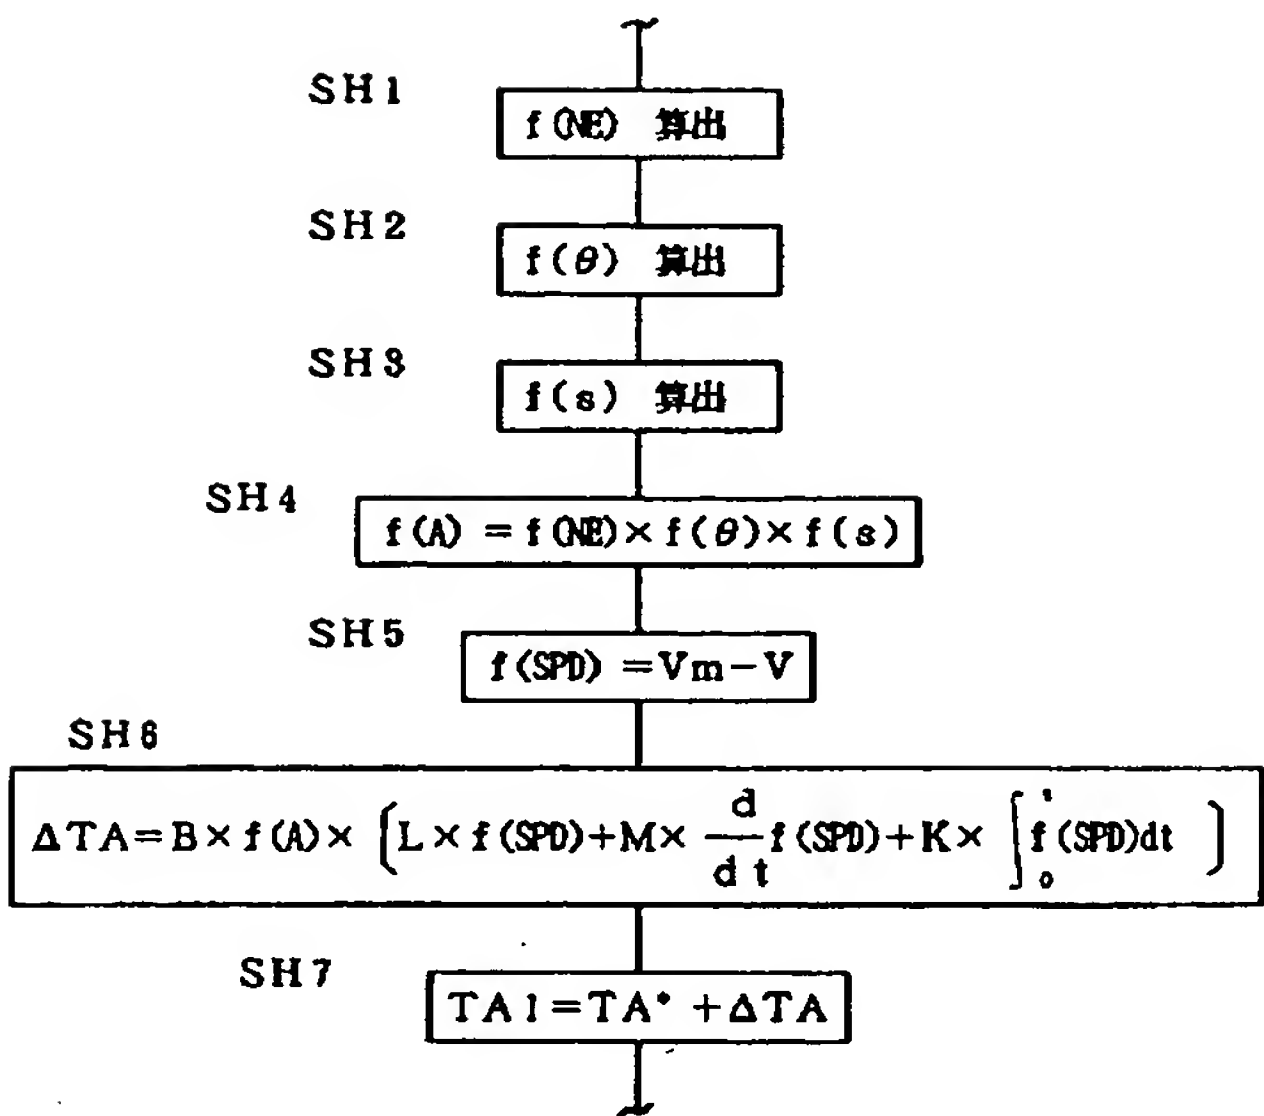 SH1
f(NE) 算出
SH2
f(θ) 算出
SH3
f(s) 算出
SH4
f(A) = f(NE)×f(θ)×f(s)
SH5
f(SPD) =Vm−V
SH6
ΔTA=B×f(A)× [L×f(SPD)+M× d/dt f(SPD)+K× ∫₀ᵗ f(SPD)dt ]
SH7
TA1=TA* +ΔTA